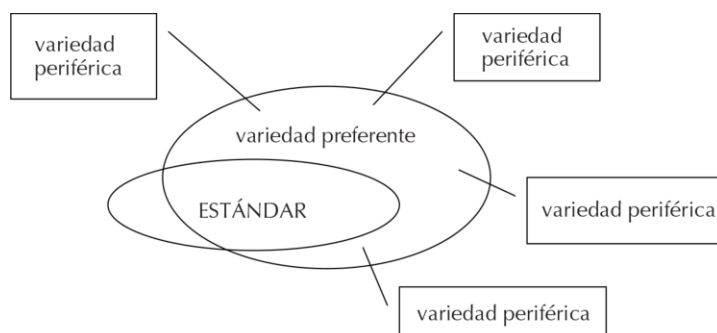 variedad
periférica
variedad
periférica
variedad preferente
ESTÁNDAR
variedad periférica
variedad periférica